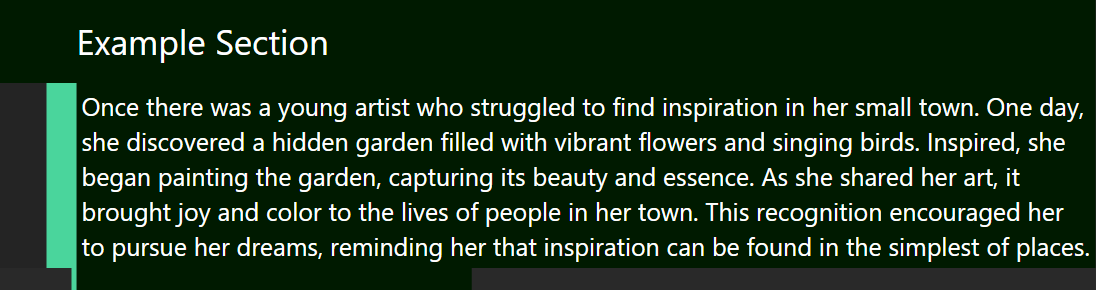 Example Section
Once there was a young artist who struggled to find inspiration in her small town. One day,
she discovered a hidden garden filled with vibrant flowers and singing birds. Inspired, she
began painting the garden, capturing its beauty and essence. As she shared her art, it
brought joy and color to the lives of people in her town. This recognition encouraged her
to pursue her dreams, reminding her that inspiration can be found in the simplest of places.